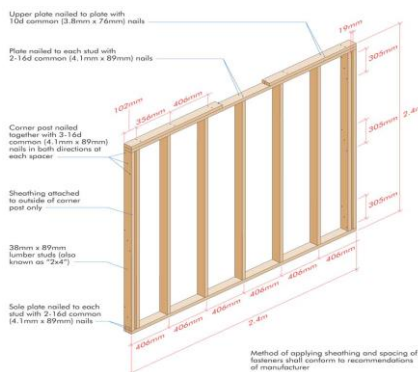 Upper plate nailed to plate with
10d common (3.8mm x 76mm) nails
Plate nailed to each stud with
2-16d common (4.1mm x 89mm)
nails
19mm
305mm
2.4m
406mm
356mm
102mm
Corner post nailed
together with 3-16d
common (4.1mm x 89mm)
nails in both directions at
each spacer
305mm
Sheathing attached
to outside of corner
post only
305mm
38mm x 89mm
lumber studs (also
known as "2x4")
Sole plate nailed to each
stud with 2-16d common
(4.1mm x 89mm) nails
406mm
406mm
406mm
406mm
406mm
406mm
2.4m
Method of applying sheathing and spacing of
fasteners shall conform to recommendations
of manufacturer